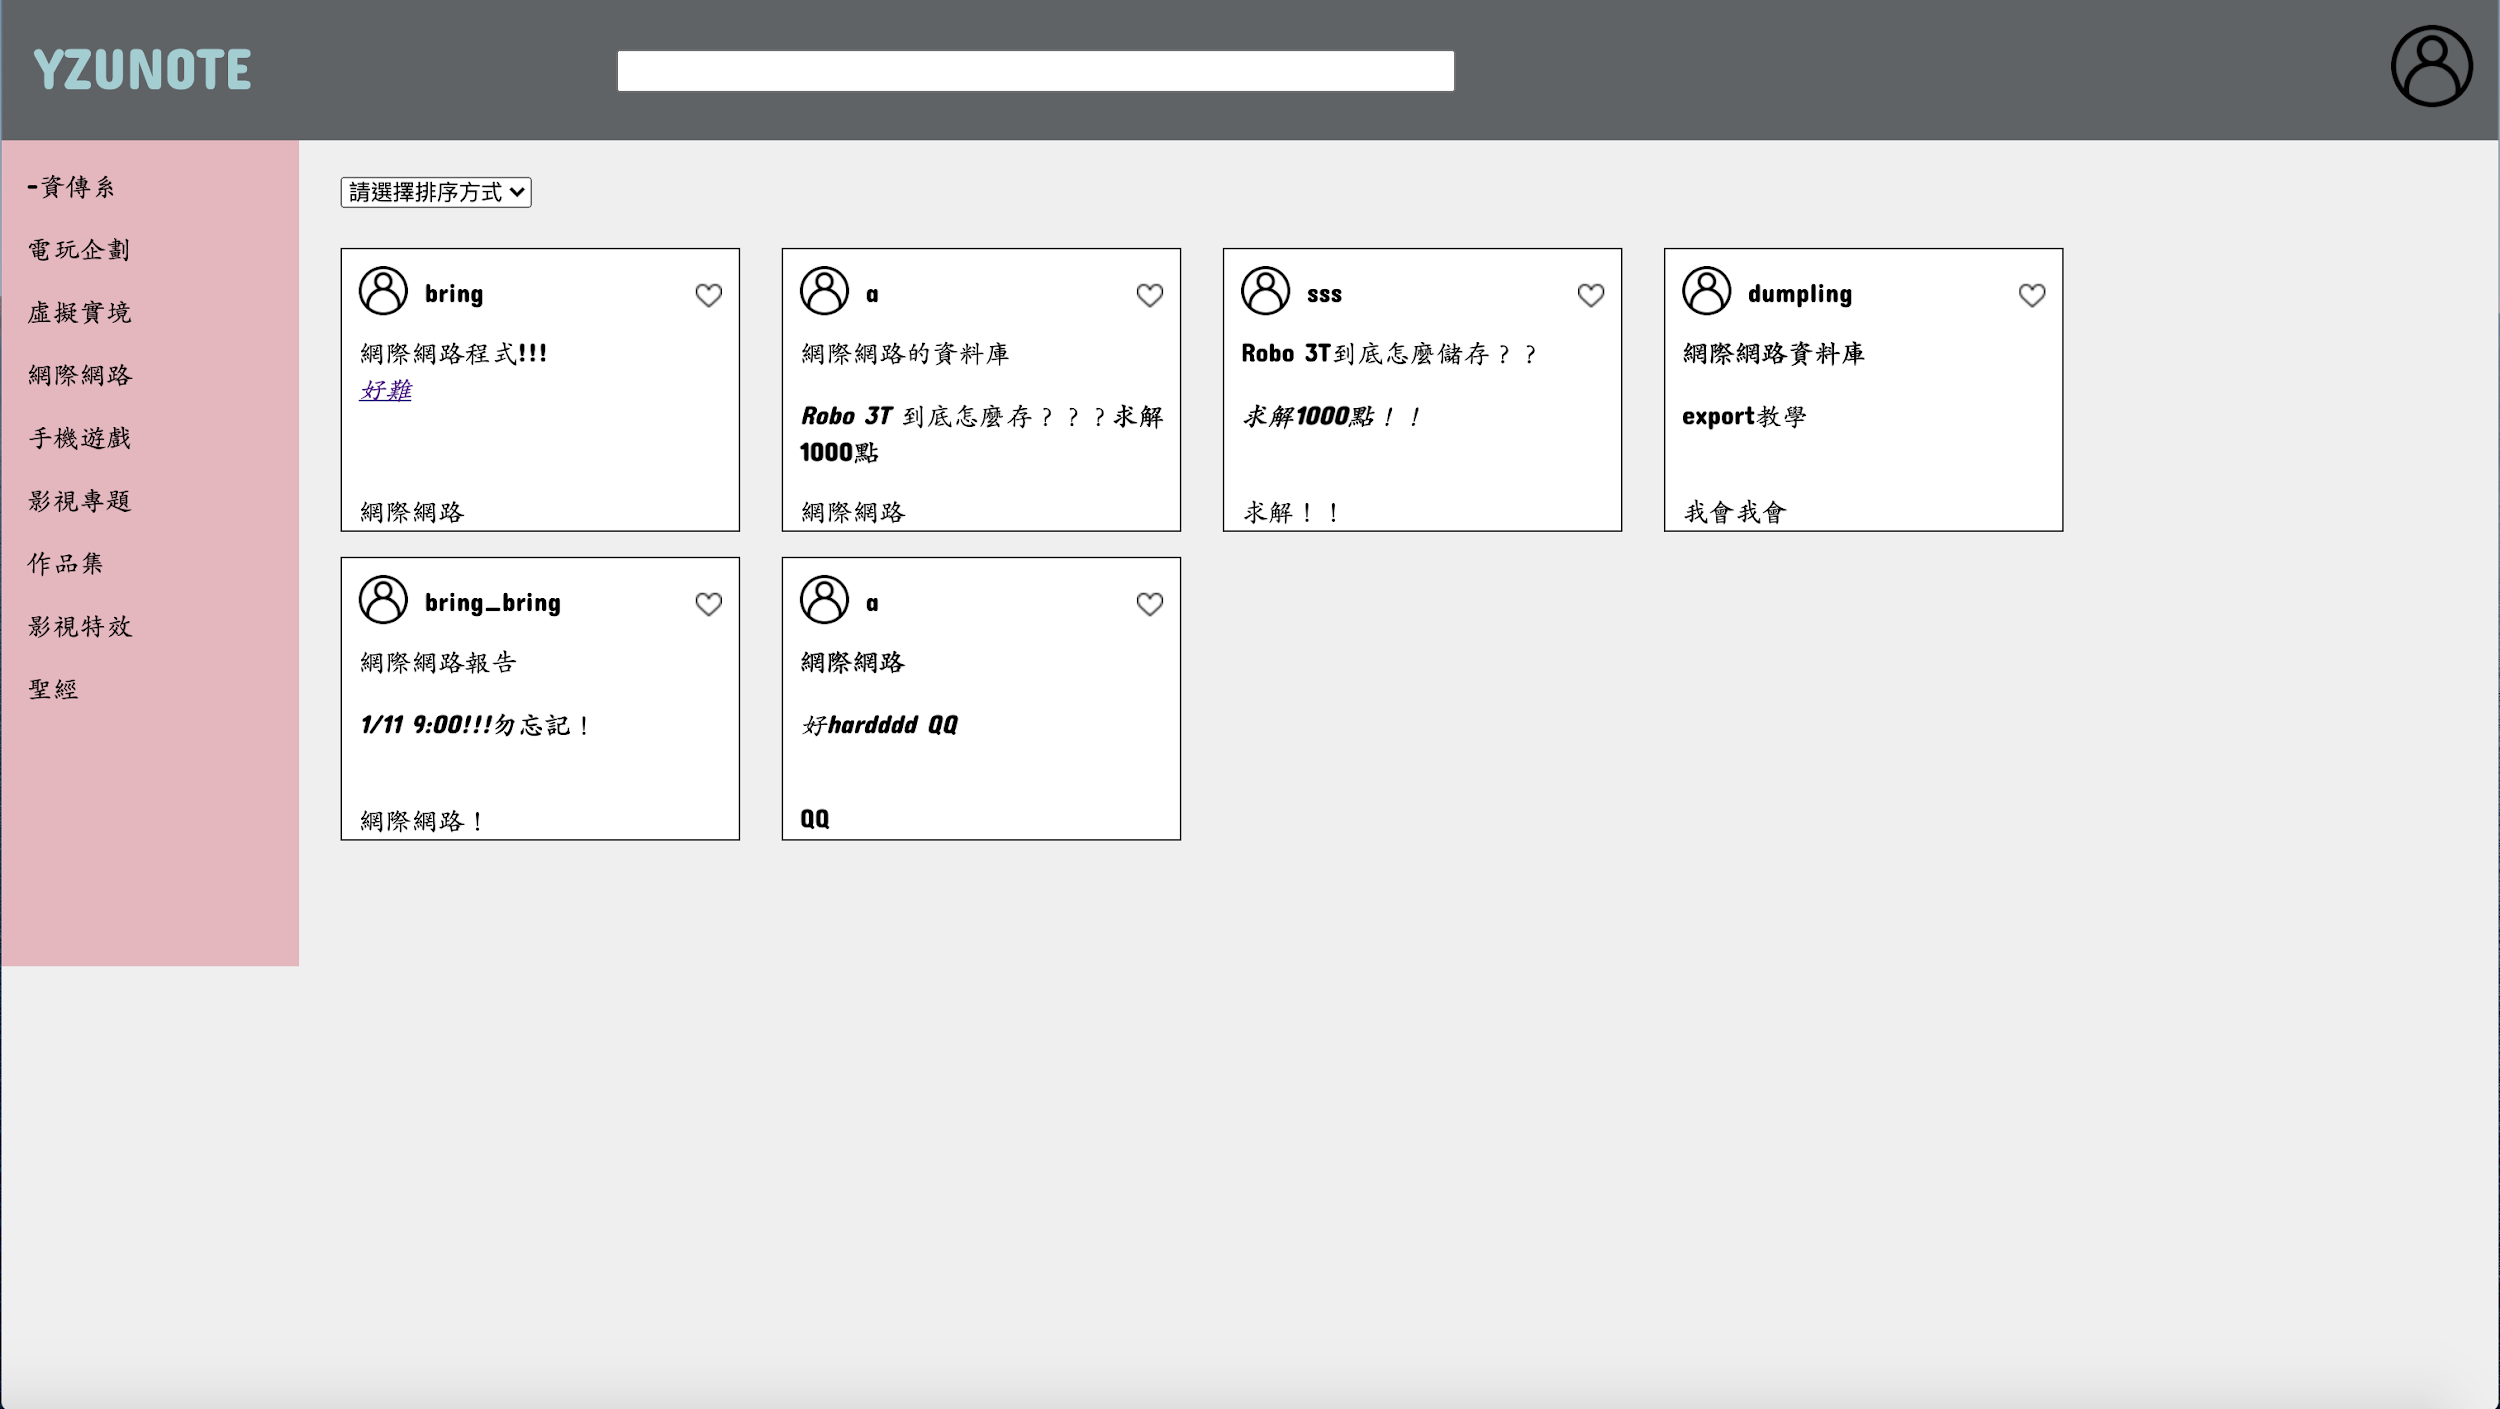 YZUNOTE
-資傳系
電玩企劃
虛擬實境
網際網路
手機遊戲
影視專題
作品集
影視特效
聖經
請選擇排序方式
bring
網際網路程式!!!
好難
網際網路
a
網際網路的資料庫
Robo 3T 到底怎麼存？？？求解
1000點
網際網路
sss
Robo 3T到底怎麼儲存？？
求解1000點！！
求解！！
dumpling
網際網路資料庫
export教學
我會我會
bring_bring
網際網路報告
1/11 9:00!!!勿忘記！
網際網路！
a
網際網路
好hardddd QQ
QQ